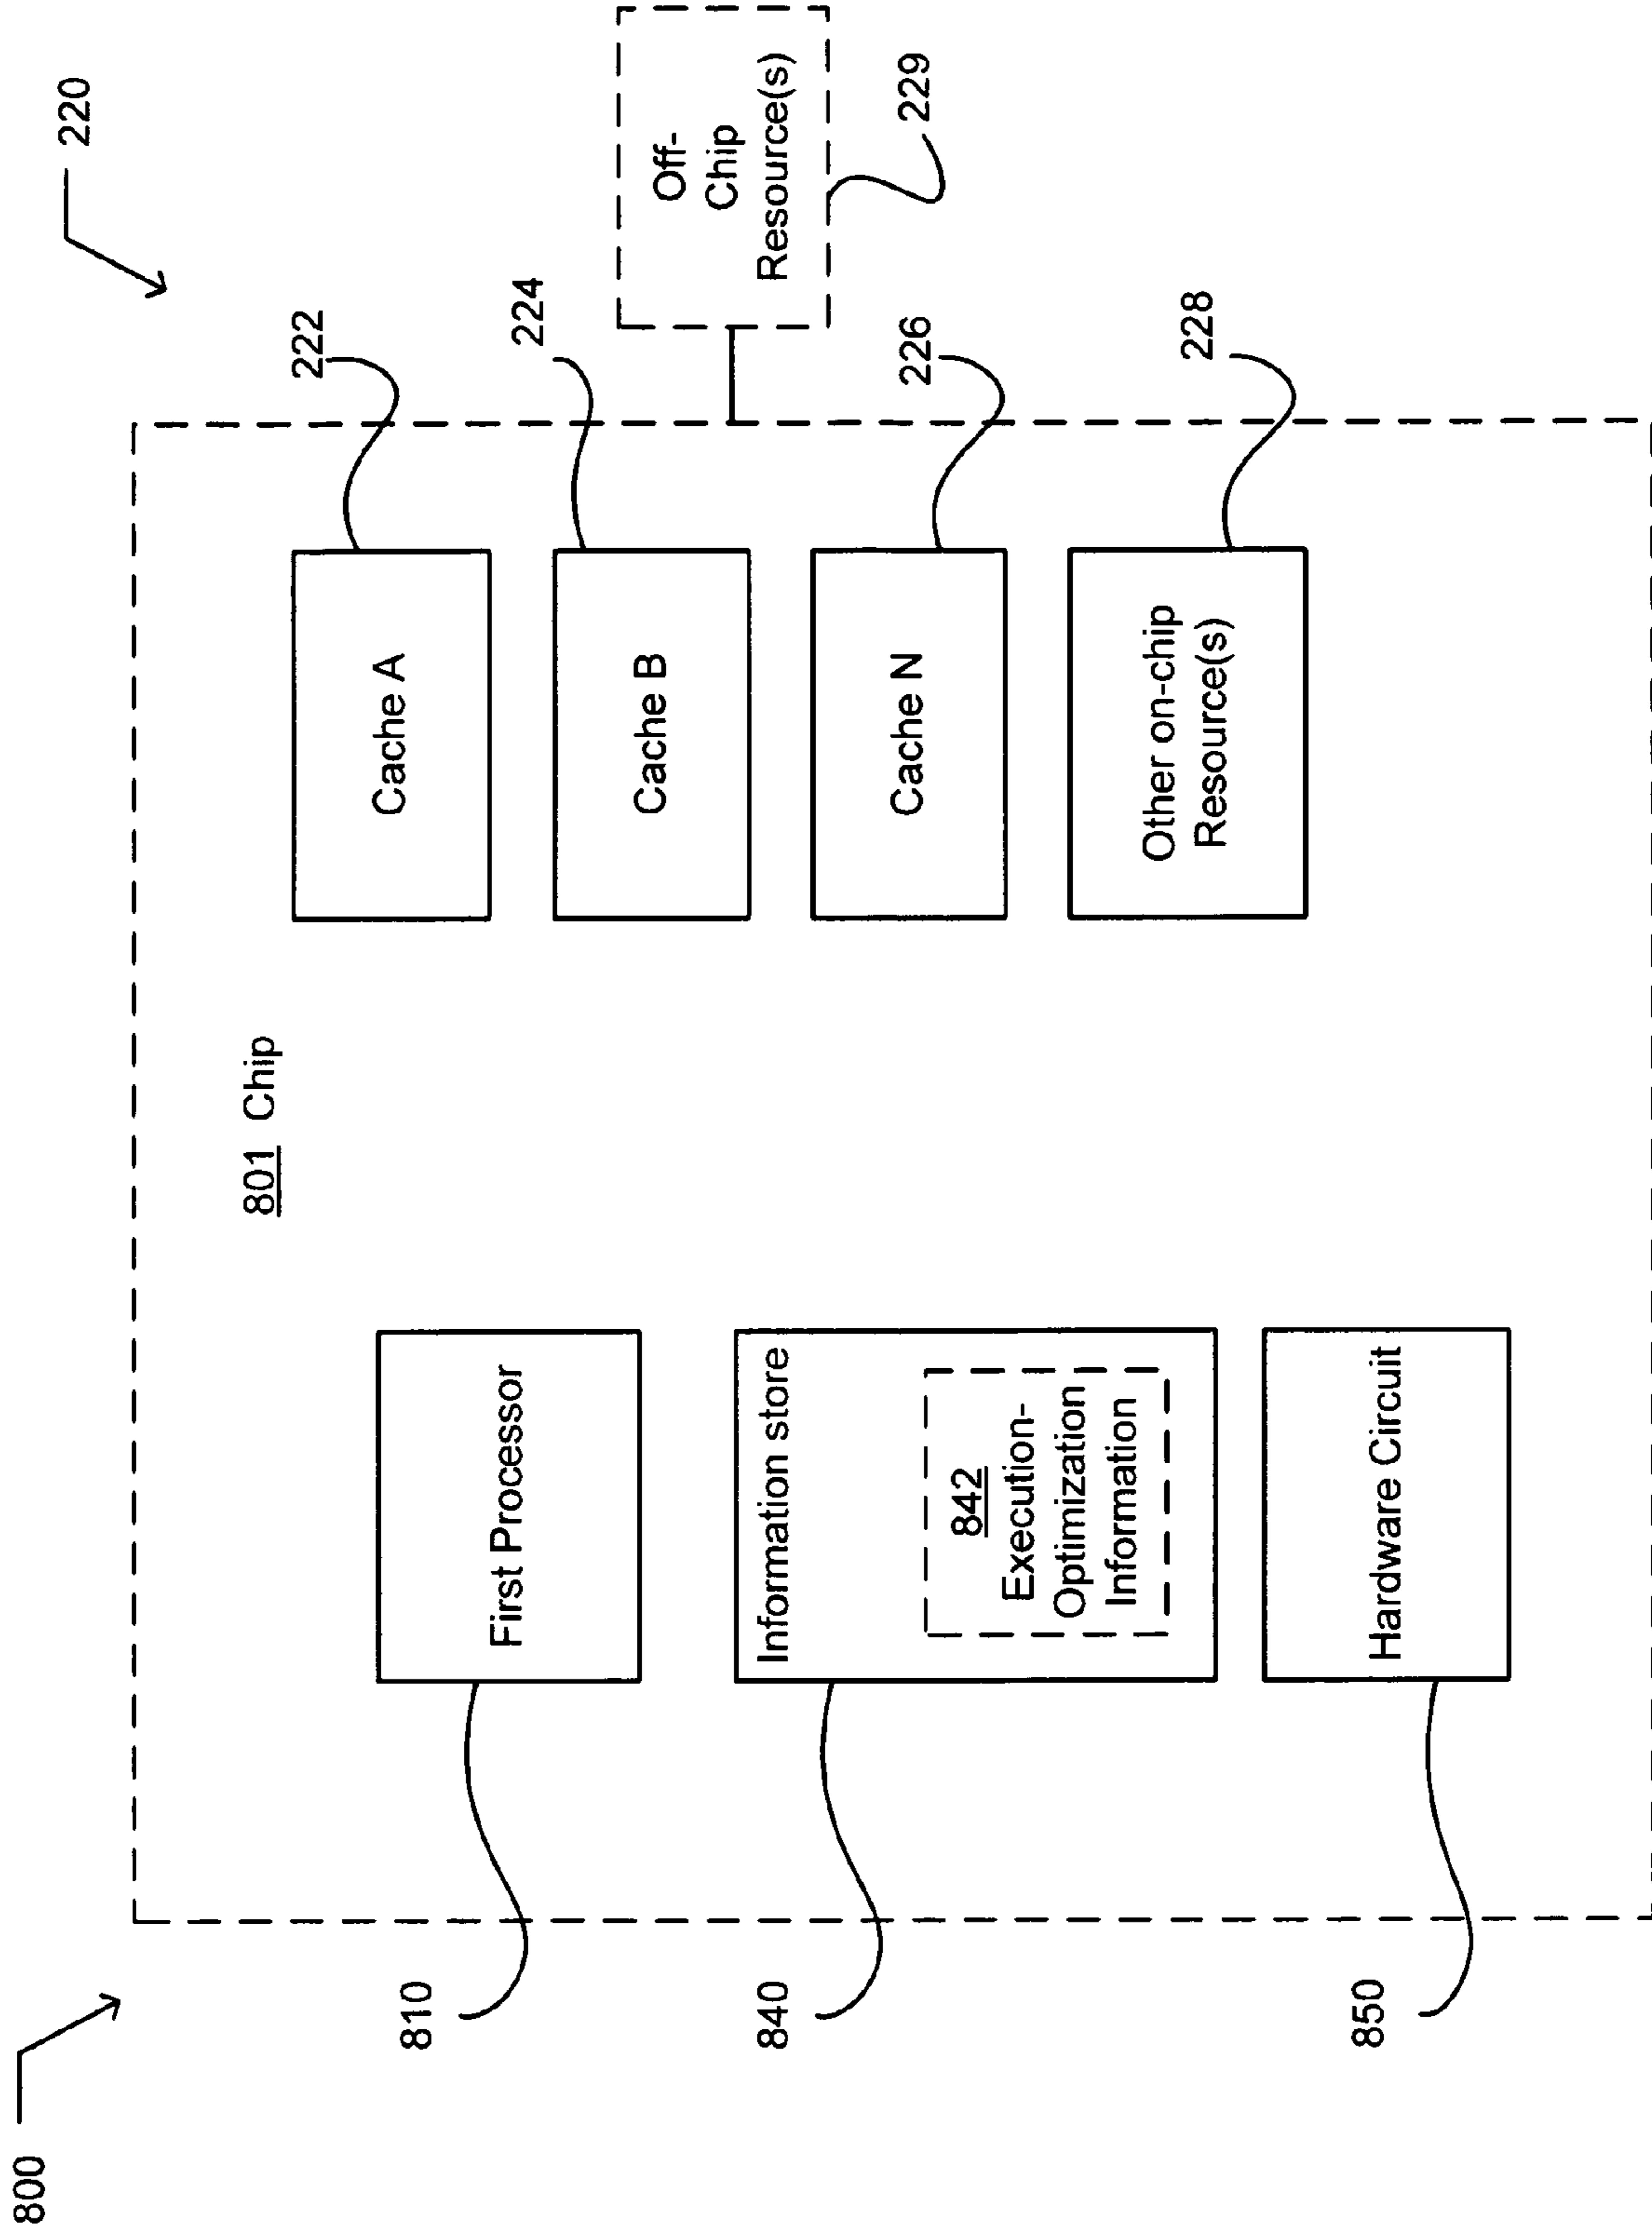 800
220
801 Chip
810
First Processor
Cache A
222
840
Information store
842
Execution-
Optimization
Information
Cache B
224
Off-
Chip
Resource(s)
229
Cache N
226
850
Hardware Circuit
Other on-chip
Resource(s)
228